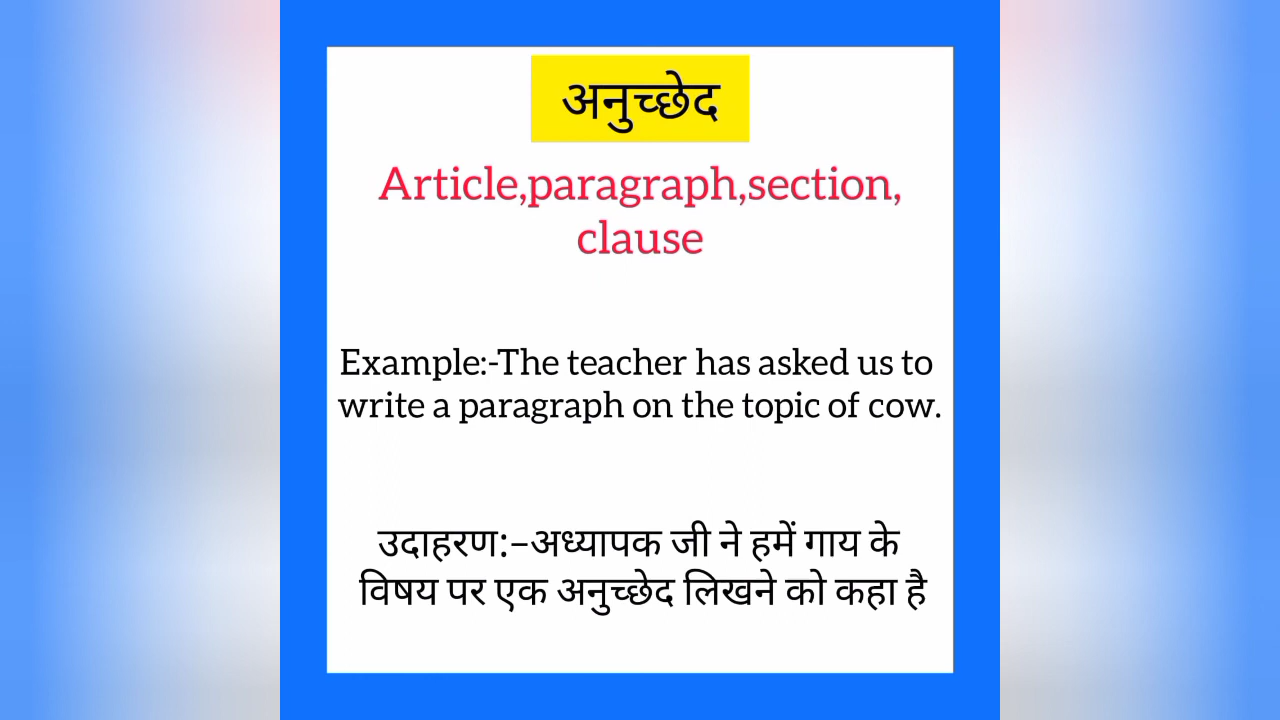 अनुच्छेद
Article,paragraph,section,
clause
Example:-The teacher has asked us to
write a paragraph on the topic of cow.
उदाहरण:–अध्यापक जी ने हमें गाय के
विषय पर एक अनुच्छेद लिखने को कहा है